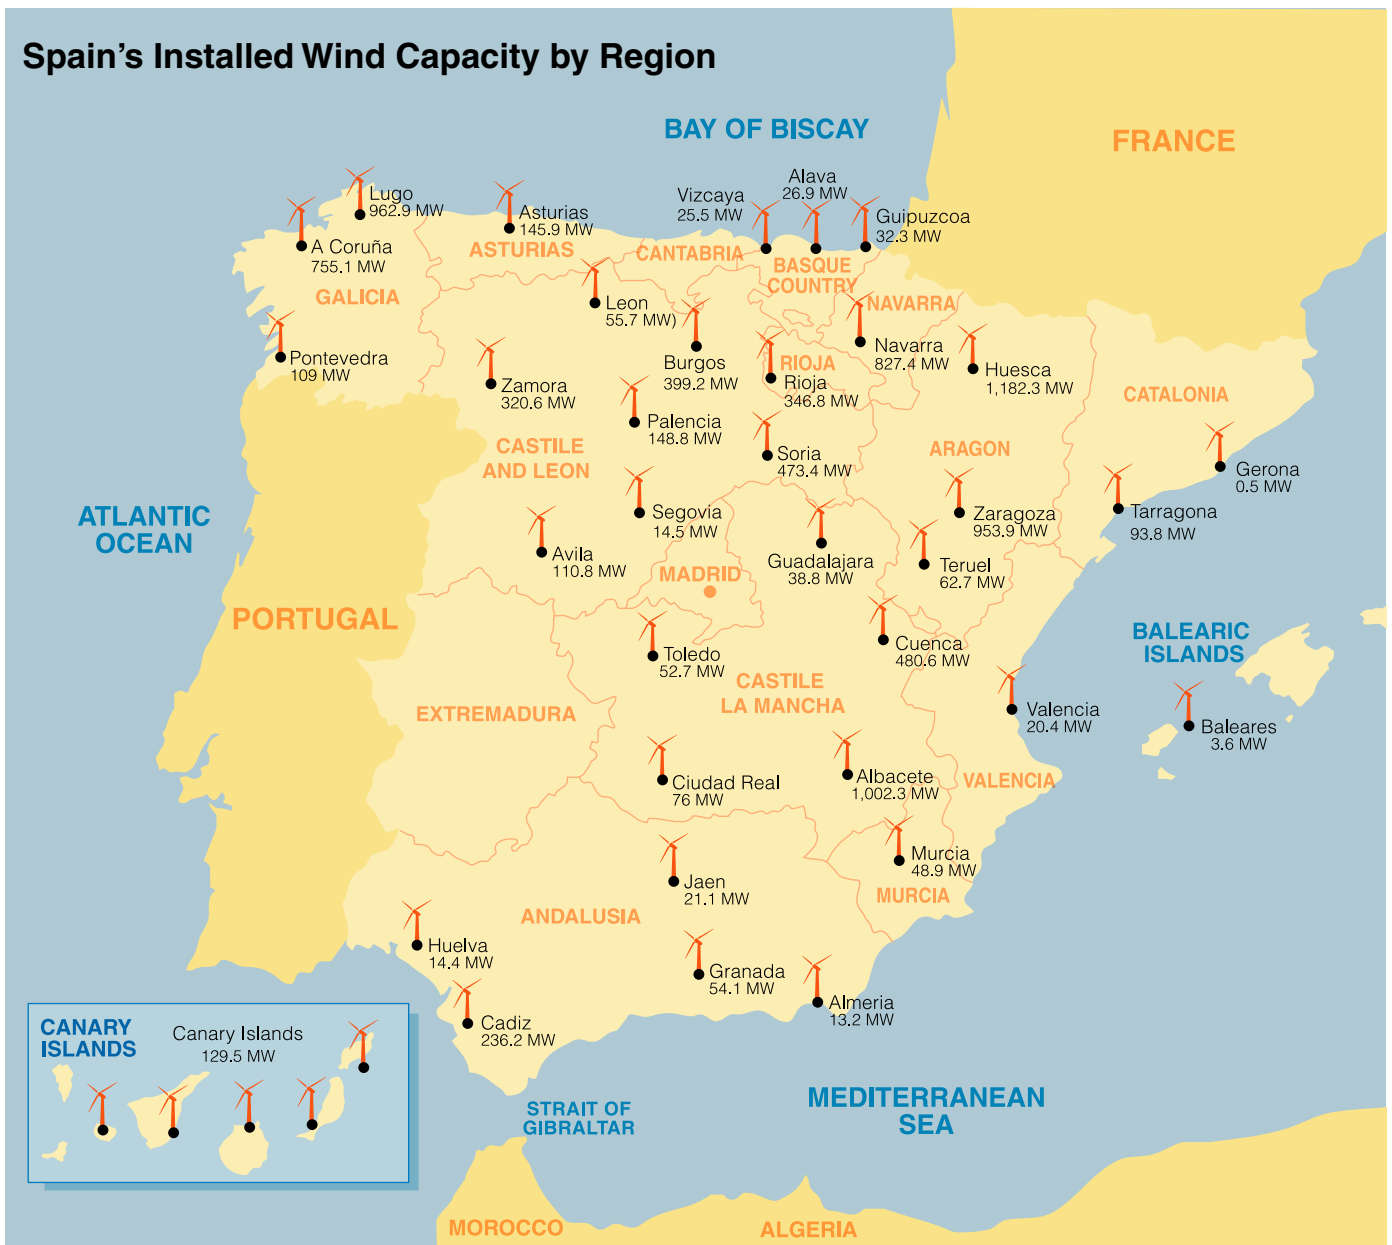 Spain's Installed Wind Capacity by Region
BAY OF BISCAY
FRANCE
Lugo
962.9 MW
Asturias
145.9 MW
Vizcaya
25.5 MW
Alava
26.9 MW
Guipuzcoa
32.3 MW
A Coruña
755.1 MW
ASTURIAS
CANTABRIA
BASQUE
COUNTRY
GALICIA
Leon
55.7 MW)
NAVARRA
Pontevedra
109 MW
Burgos
399.2 MW
RIOJA
Rioja
346.8 MW
Navarra
827.4 MW
Huesca
1,182.3 MW
Zamora
320.6 MW
CATALONIA
Palencia
148.8 MW
CASTILE
AND LEON
Soria
473.4 MW
ARAGON
Gerona
0.5 MW
ATLANTIC
OCEAN
Segovia
14.5 MW
Zaragoza
953.9 MW
Tarragona
93.8 MW
Avila
110.8 MW
MADRID
Guadalajara
38.8 MW
Teruel
62.7 MW
PORTUGAL
Toledo
52.7 MW
Cuenca
480.6 MW
BALEARIC
ISLANDS
CASTILE
LA MANCHA
EXTREMADURA
Valencia
20.4 MW
Baleares
3.6 MW
Ciudad Real
76 MW
Albacete
1,002.3 MW
VALENCIA
Murcia
48.9 MW
MURCIA
Jaen
21.1 MW
ANDALUSIA
Huelva
14.4 MW
Granada
54.1 MW
Almeria
13.2 MW
Cadiz
236.2 MW
CANARY
ISLANDS
Canary Islands
129.5 MW
STRAIT OF
GIBRALTAR
MEDITERRANEAN
SEA
MOROCCO
ALGERIA